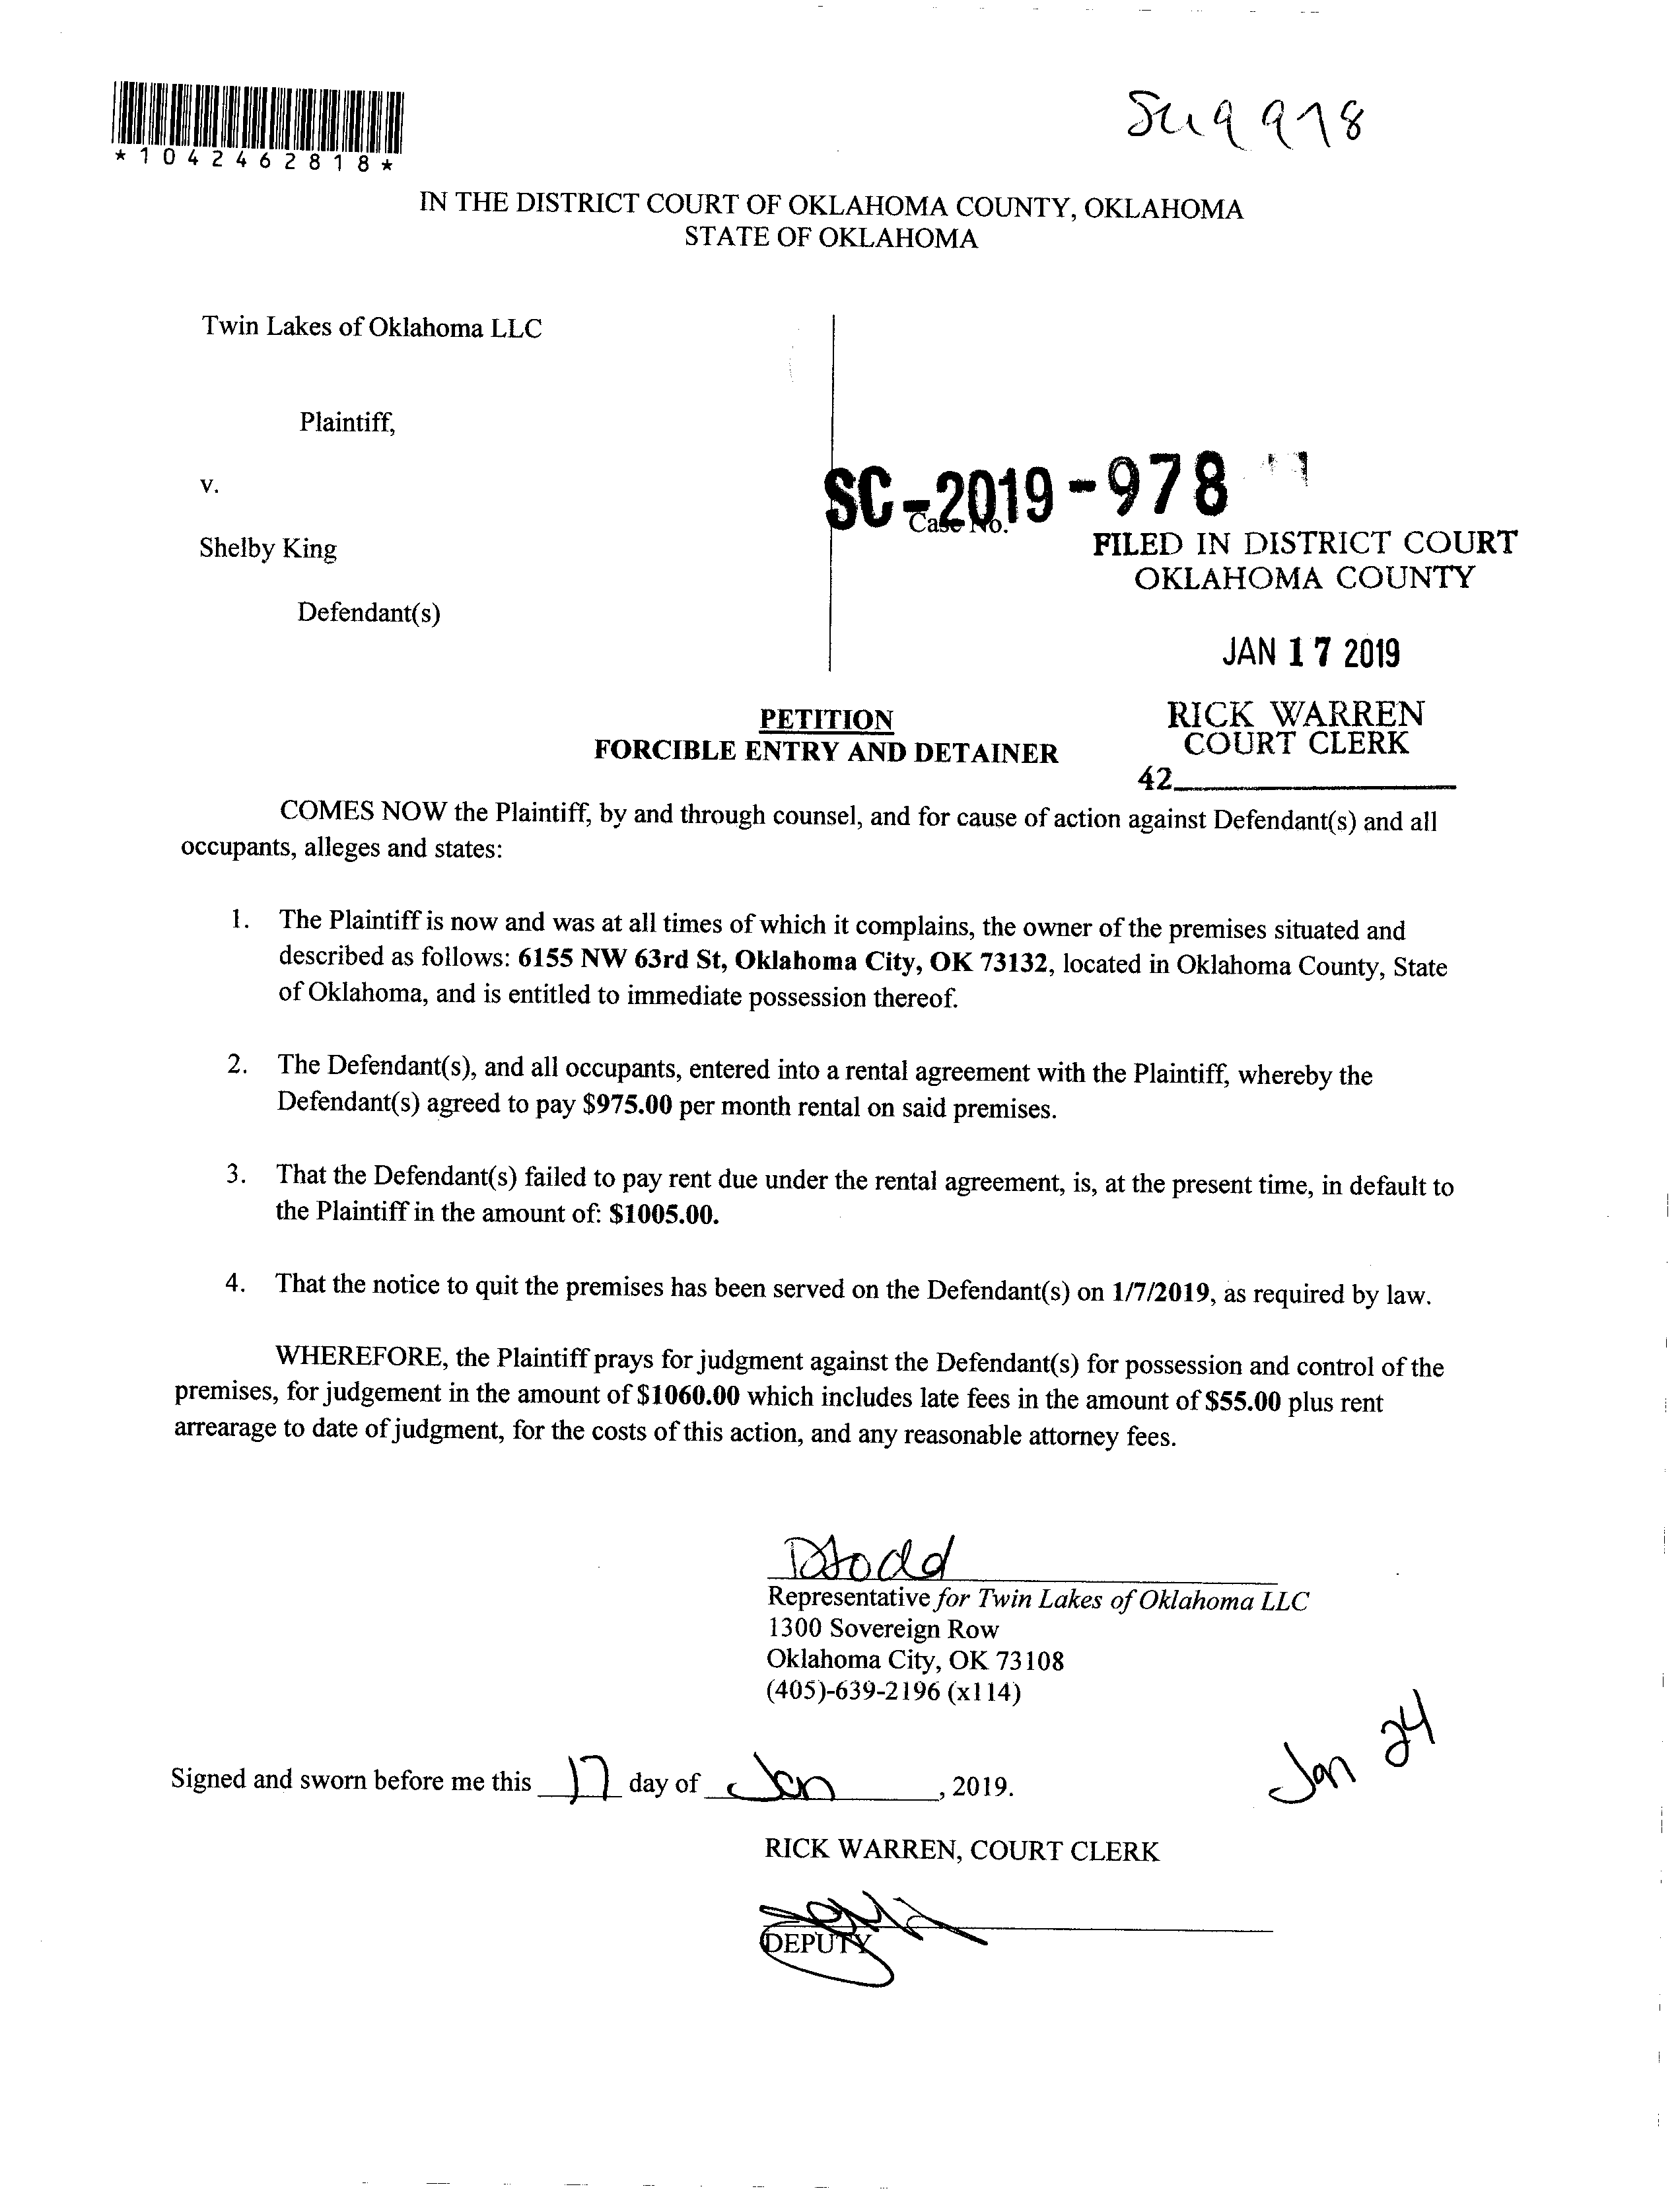 *1042462818*
SC19 978
IN THE DISTRICT COURT OF OKLAHOMA COUNTY, OKLAHOMA
STATE OF OKLAHOMA
Twin Lakes of Oklahoma LLC
Plaintiff,
v.
Shelby King
Defendant(s)
SC-2019-978
Case No.
FILED IN DISTRICT COURT
OKLAHOMA COUNTY
JAN 17 2019
RICK WARREN
COURT CLERK
42
PETITION
FORCIBLE ENTRY AND DETAINER
COMES NOW the Plaintiff, by and through counsel, and for cause of action against Defendant(s) and all
occupants, alleges and states:
1. The Plaintiff is now and was at all times of which it complains, the owner of the premises situated and
described as follows: 6155 NW 63rd St, Oklahoma City, OK 73132, located in Oklahoma County, State
of Oklahoma, and is entitled to immediate possession thereof.
2. The Defendant(s), and all occupants, entered into a rental agreement with the Plaintiff, whereby the
Defendant(s) agreed to pay $975.00 per month rental on said premises.
3. That the Defendant(s) failed to pay rent due under the rental agreement, is, at the present time, in default to
the Plaintiff in the amount of: $1005.00.
4. That the notice to quit the premises has been served on the Defendant(s) on 1/7/2019, as required by law.
WHEREFORE, the Plaintiff prays for judgment against the Defendant(s) for possession and control of the
premises, for judgement in the amount of $1060.00 which includes late fees in the amount of $55.00 plus rent
arrearage to date of judgment, for the costs of this action, and any reasonable attorney fees.
Representative for Twin Lakes of Oklahoma LLC
1300 Sovereign Row
Oklahoma City, OK 73108
(405)-639-2196 (x114)
Jan 24
Signed and sworn before me this 17 day of Jan, 2019.
RICK WARREN, COURT CLERK
DEPUTY